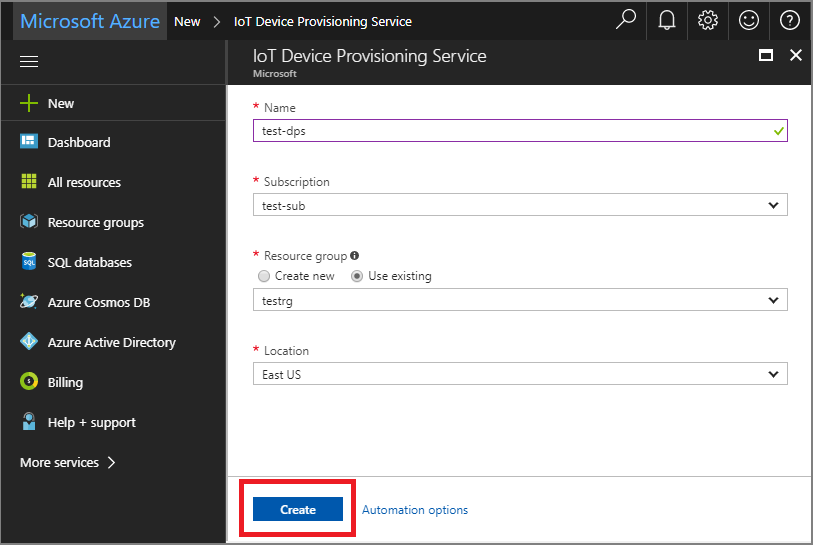 Microsoft Azure New > IoT Device Provisioning Service
IoT Device Provisioning Service
Microsoft
New
Dashboard
All resources
Resource groups
SQL databases
Azure Cosmos DB
Azure Active Directory
Billing
Help + support
More services >
* Name
test-dps
* Subscription
test-sub
* Resource group
Create new Use existing
testrg
* Location
East US
Create Automation options